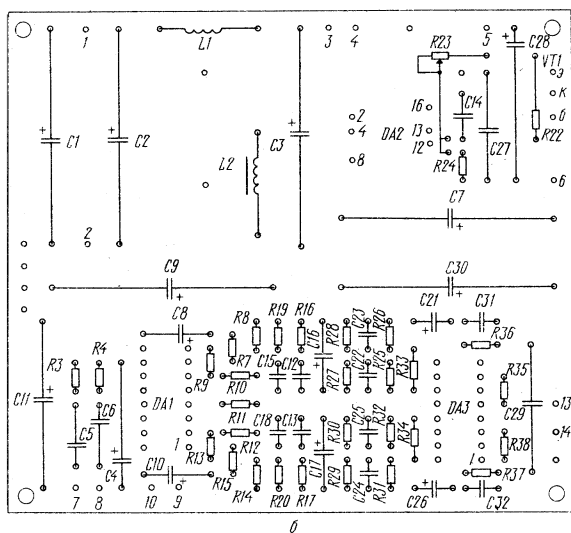 1
L1
3
4
5
C28
R23
VT1
Э
К
C14
16
2
Б
C1
C2
C3
4
DA2
13
R22
12
L2
8
R24
C27
6
C7
2
C9
C30
C8
R8
R19
R16
C23
R26
C21
C31
C16
R28
R36
R3
R4
R7
R9
C15
C12
C22
R25
R33
R35
R10
R27
C11
DA1
R11
DA3
C29
13
C6
C18
C13
R30
C25
R32
R34
C5
1
R12
14
R13
R38
C4
C10
R15
C17
1
R37
R14
R20
R17
R29
C24
R31
7
8
10
9
C26
C32
б